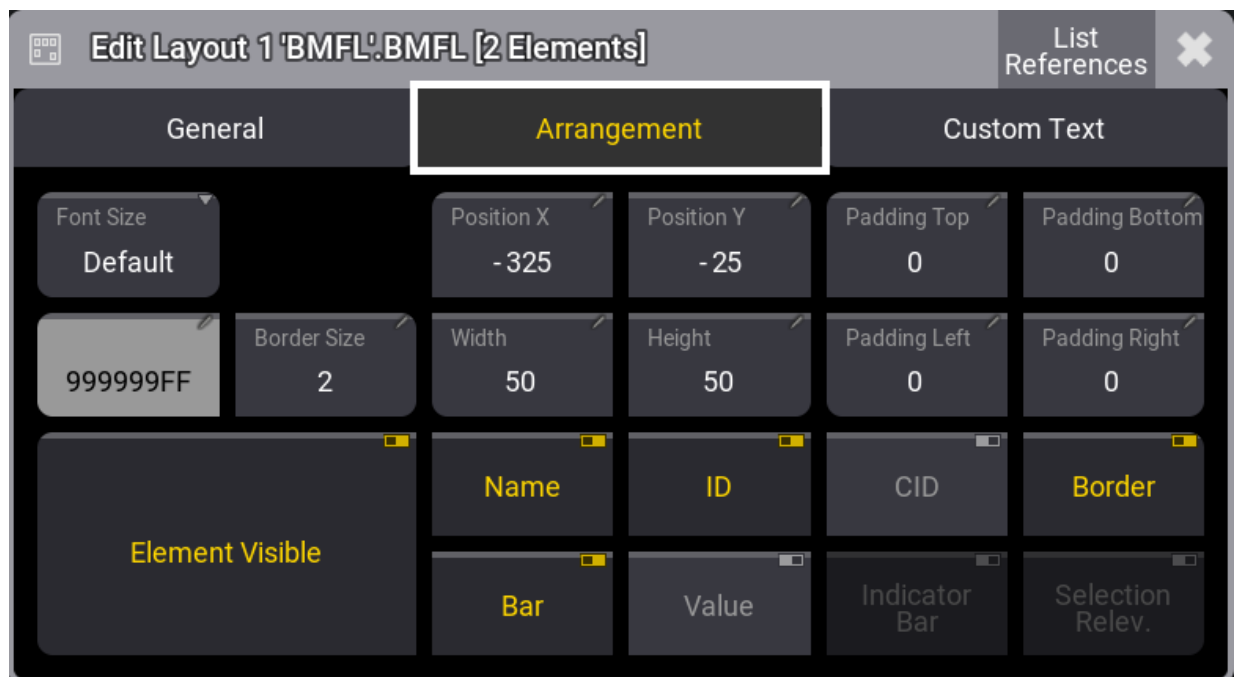 Edit Layout 1 'BMFL'.BMFL [2 Elements]
List
References
General
Arrangement
Custom Text
Font Size
Default
Position X
-325
Position Y
-25
Padding Top
0
Padding Bottom
0
999999FF
Border Size
2
Width
50
Height
50
Padding Left
0
Padding Right
0
Element Visible
Name
ID
CID
Border
Bar
Value
Indicator
Bar
Selection
Relev.